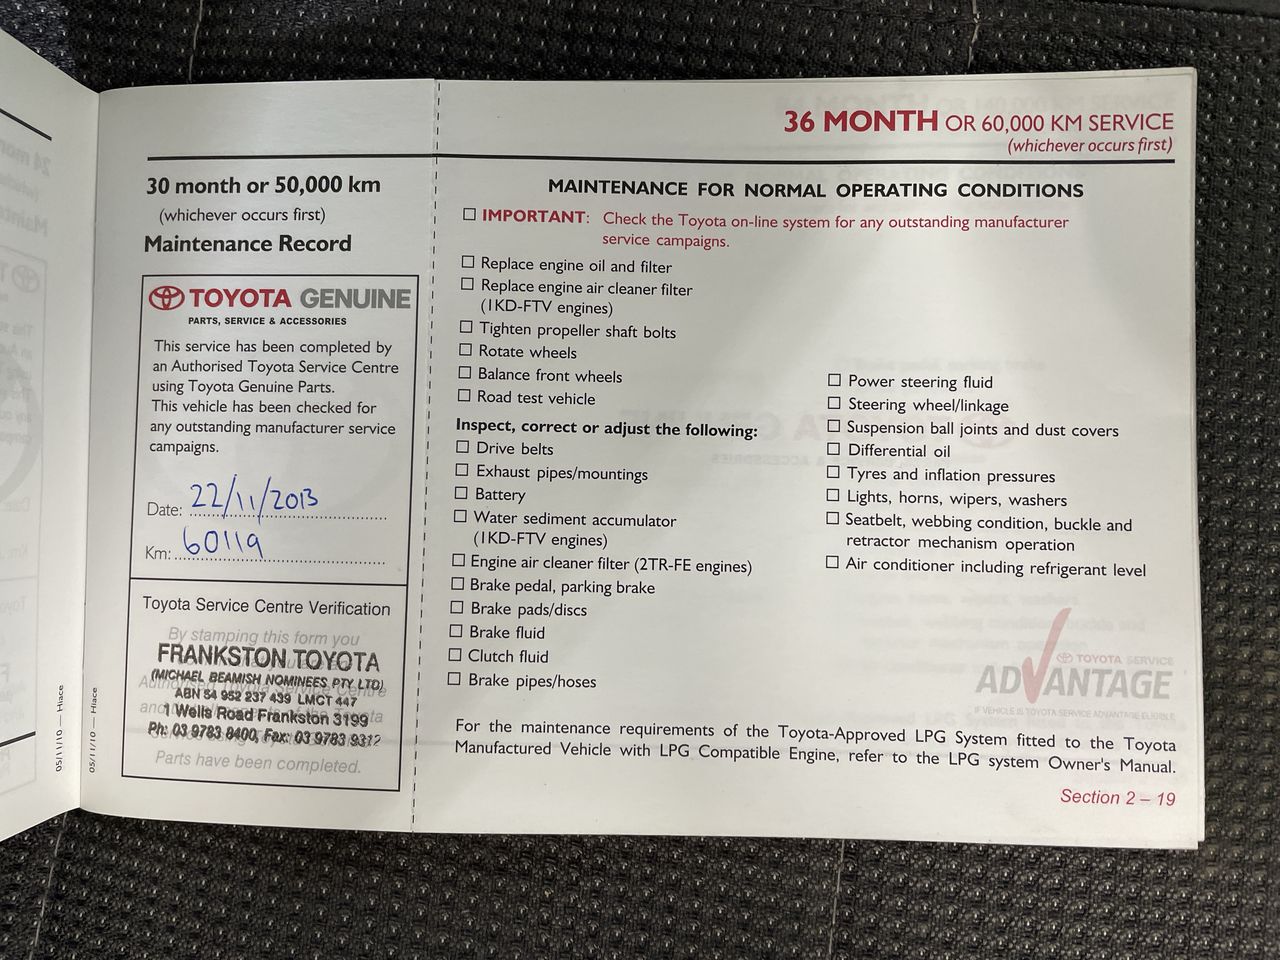 30 month or 50,000 km
(whichever occurs first)
Maintenance Record
TOYOTA GENUINE
PARTS, SERVICE & ACCESSORIES
This service has been completed by
an Authorised Toyota Service Centre
using Toyota Genuine Parts.
This vehicle has been checked for
any outstanding manufacturer service
campaigns.
Date: 22/11/2013
Km: 60119
Toyota Service Centre Verification
By stamping this form you
FRANKSTON TOYOTA
(MICHAEL BEAMISH NOMINEES PTY LTD)
ABN 54 952 237 439 LMCT 447
1 Wells Road Frankston 3199
Ph: 03 9783 8400, Fax: 03 9783 9312
Parts have been completed.
05/11/10 — Hiace
05/11/10 — Hiace
36 MONTH OR 60,000 KM SERVICE
(whichever occurs first)
MAINTENANCE FOR NORMAL OPERATING CONDITIONS
IMPORTANT: Check the Toyota on-line system for any outstanding manufacturer
service campaigns.
Replace engine oil and filter
Replace engine air cleaner filter
(1KD-FTV engines)
Tighten propeller shaft bolts
Rotate wheels
Balance front wheels
Road test vehicle
Inspect, correct or adjust the following:
Drive belts
Exhaust pipes/mountings
Battery
Water sediment accumulator
(1KD-FTV engines)
Engine air cleaner filter (2TR-FE engines)
Brake pedal, parking brake
Brake pads/discs
Brake fluid
Clutch fluid
Brake pipes/hoses
Power steering fluid
Steering wheel/linkage
Suspension ball joints and dust covers
Differential oil
Tyres and inflation pressures
Lights, horns, wipers, washers
Seatbelt, webbing condition, buckle and
retractor mechanism operation
Air conditioner including refrigerant level
TOYOTA SERVICE
ADVANTAGE
IF VEHICLE IS TOYOTA SERVICE ADVANTAGE ELIGIBLE
For the maintenance requirements of the Toyota-Approved LPG System fitted to the Toyota
Manufactured Vehicle with LPG Compatible Engine, refer to the LPG system Owner's Manual.
Section 2 – 19